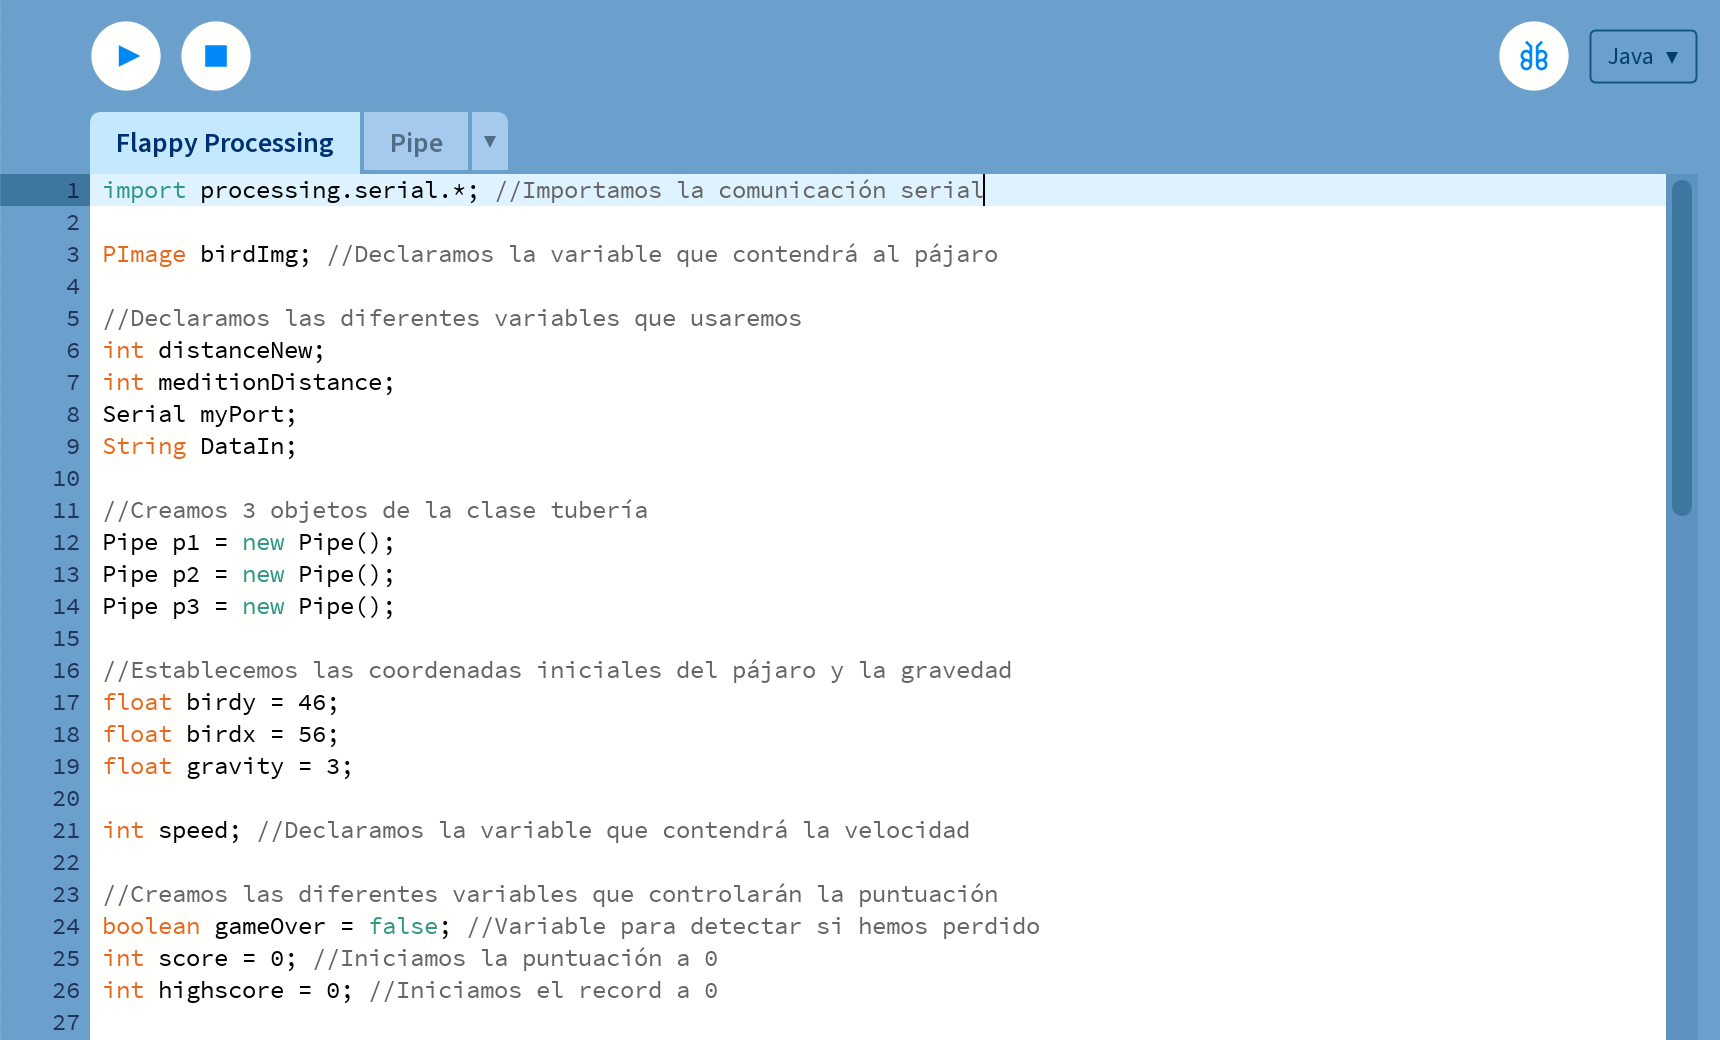 Java ▼
Flappy Processing Pipe ▼
1 import processing.serial.*; //Importamos la comunicación serial
2
3 PImage birdImg; //Declaramos la variable que contendrá al pájaro
4
5 //Declaramos las diferentes variables que usaremos
6 int distanceNew;
7 int meditionDistance;
8 Serial myPort;
9 String DataIn;
10
11 //Creamos 3 objetos de la clase tubería
12 Pipe p1 = new Pipe();
13 Pipe p2 = new Pipe();
14 Pipe p3 = new Pipe();
15
16 //Establecemos las coordenadas iniciales del pájaro y la gravedad
17 float birdy = 46;
18 float birdx = 56;
19 float gravity = 3;
20
21 int speed; //Declaramos la variable que contendrá la velocidad
22
23 //Creamos las diferentes variables que controlarán la puntuación
24 boolean gameOver = false; //Variable para detectar si hemos perdido
25 int score = 0; //Iniciamos la puntuación a 0
26 int highscore = 0; //Iniciamos el record a 0
27